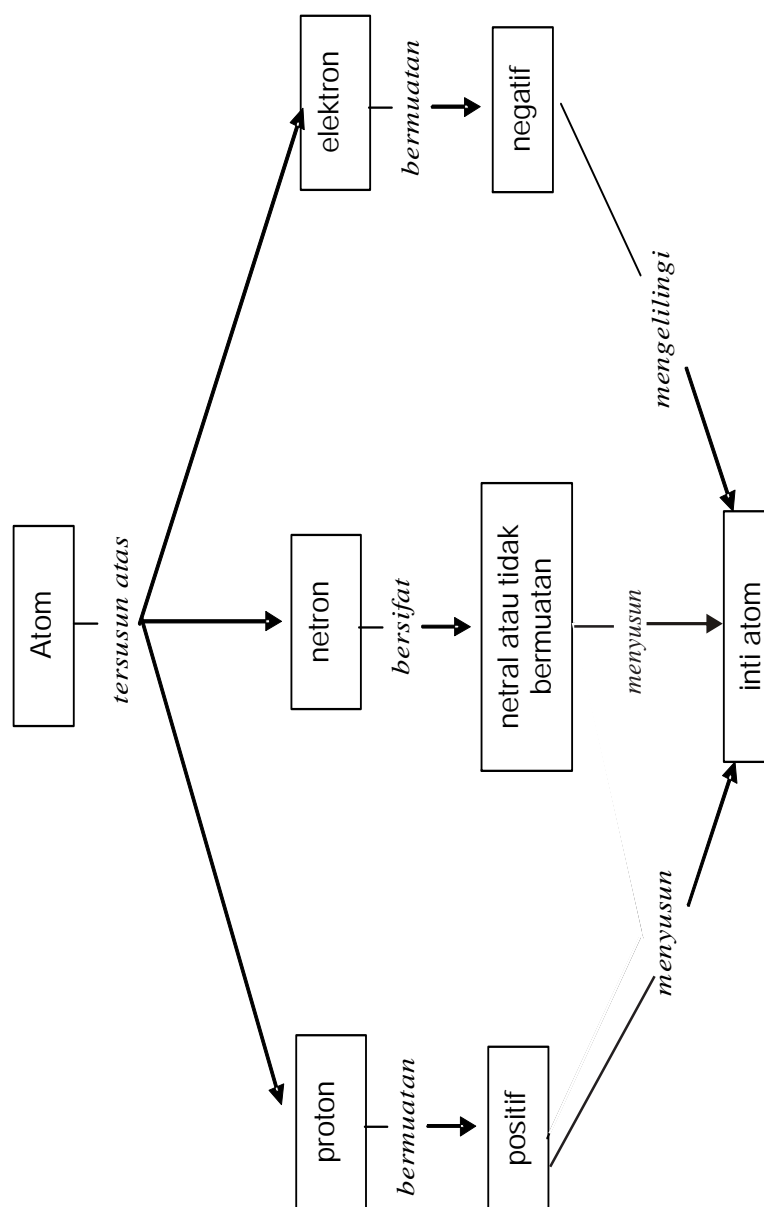 Atom
tersusun atas
proton
netron
elektron
bermuatan
bersifat
bermuatan
positif
netral atau tidak
bermuatan
negatif
menyusun
menyusun
mengelilingi
inti atom